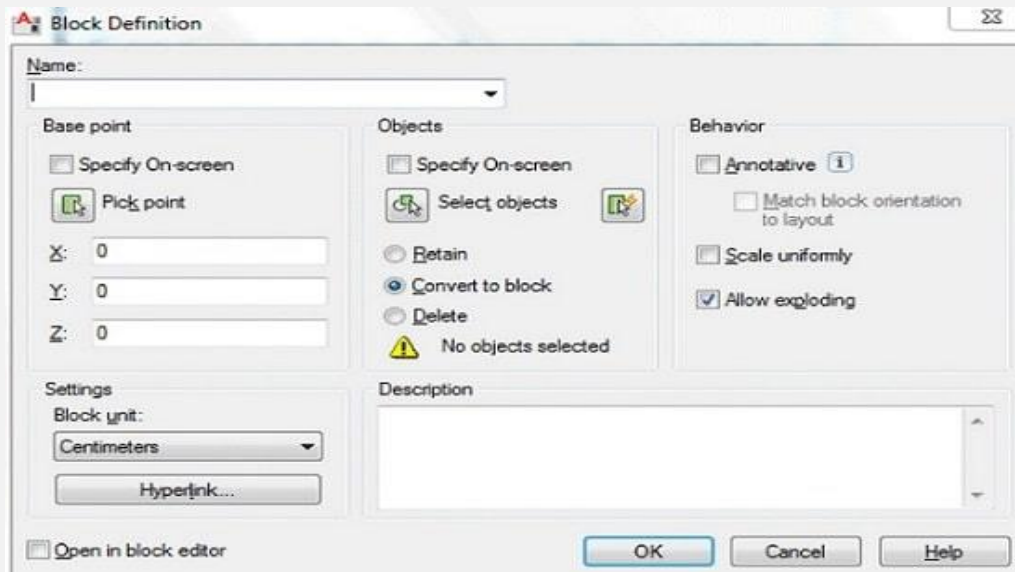 Block Definition
Name:
Base point
Specify On-screen
Pick point
X: 0
Y: 0
Z: 0
Objects
Specify On-screen
Select objects
Retain
Convert to block
Delete
No objects selected
Behavior
Annotative
Match block orientation
to layout
Scale uniformly
Allow exploding
Settings
Block unit:
Centimeters
Hyperlink...
Description
Open in block editor
OK
Cancel
Help